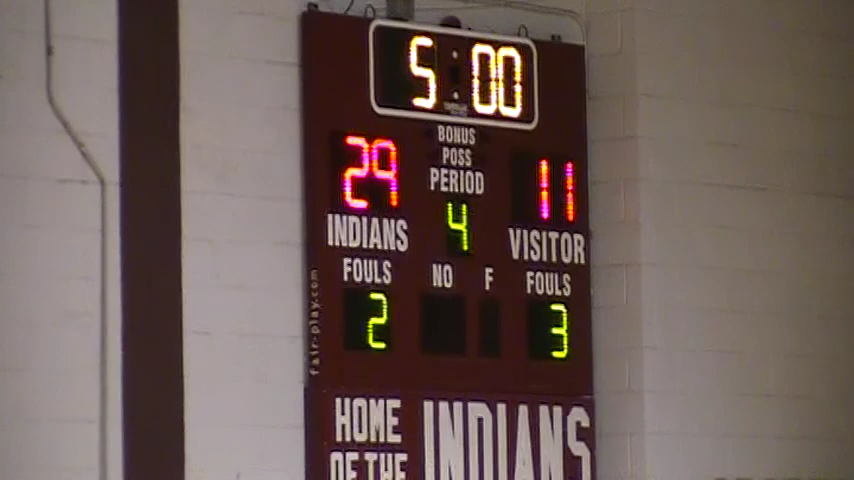 5:00
BONUS
POSS
PERIOD
29 4 11
INDIANS VISITOR
FOULS NO F FOULS
2 3
fair-play.com
HOME OF THE INDIANS